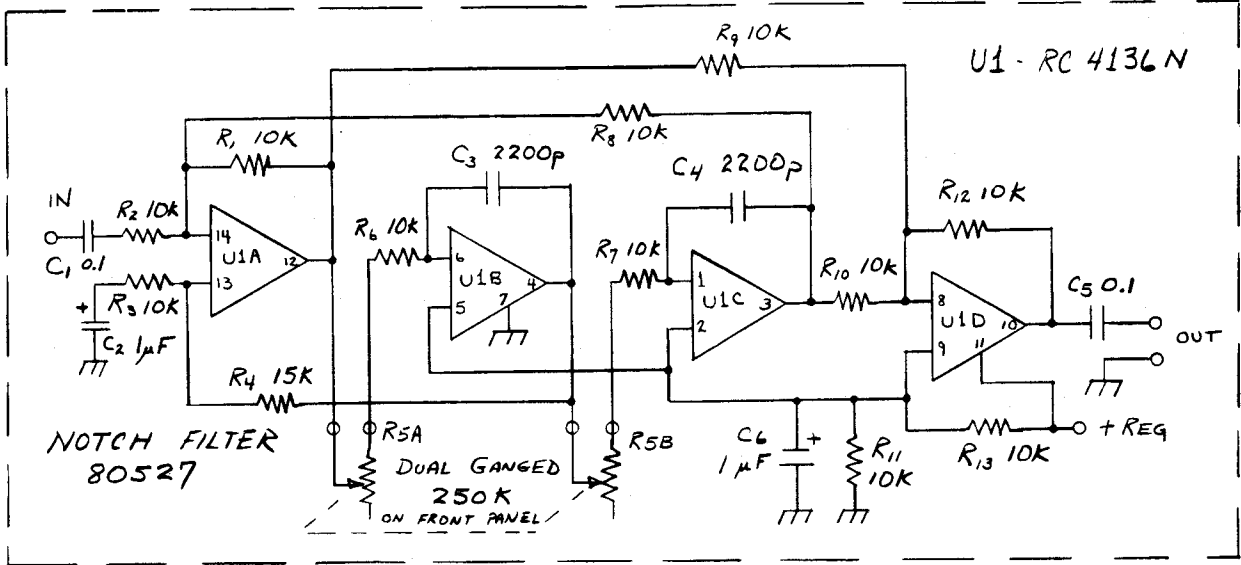 U1 - RC 4136 N
R9 10K
R1 10K
R8 10K
C3 2200p
C4 2200p
R12 10K
IN
R2 10K
C1 0.1
14
U1A
12
13
R3 10K
+
C2 1µF
R6 10K
6
U1B
4
5
7
R7 10K
1
U1C
3
2
R10 10K
8
U1D
10
11
9
C5 0.1
OUT
R4 15K
R5A
R5B
DUAL GANGED
250K
ON FRONT PANEL
C6
1 µF
+
R11
10K
R13 10K
+ REG
NOTCH FILTER
80527